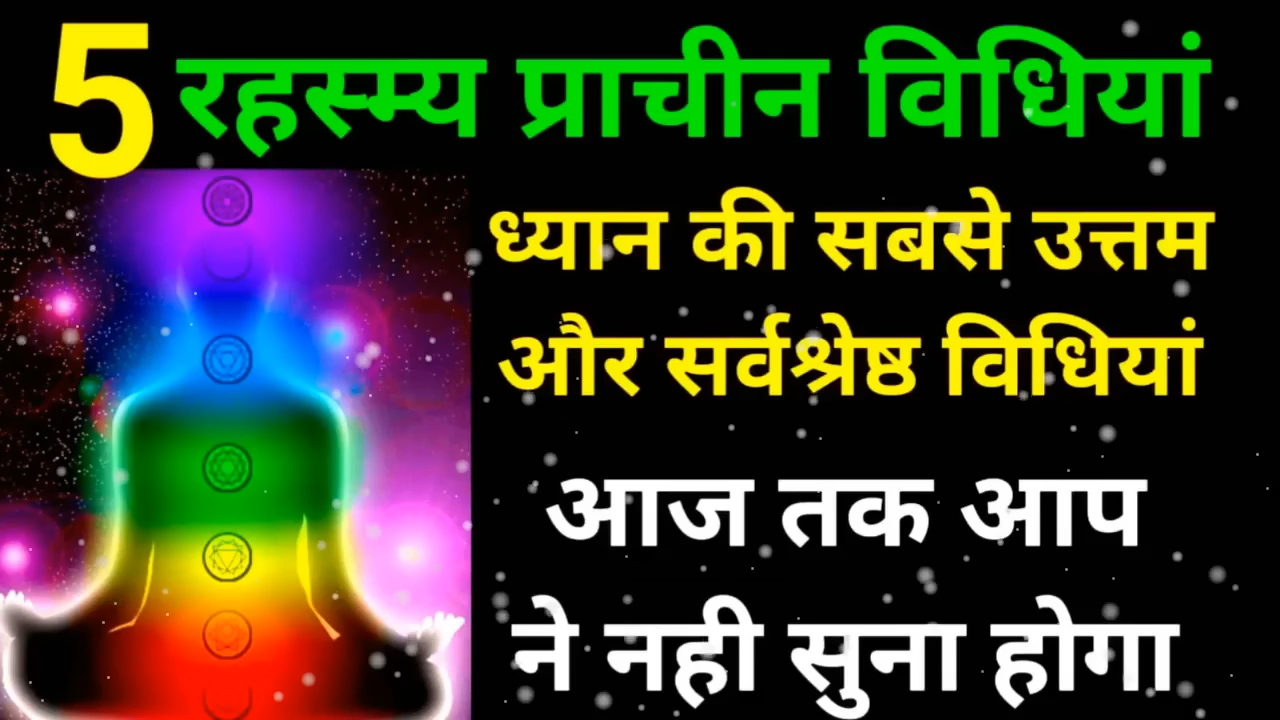 5 रहस्म्य प्राचीन विधियां
ध्यान की सबसे उत्तम
और सर्वश्रेष्ठ विधियां
आज तक आप
ने नही सुना होगा